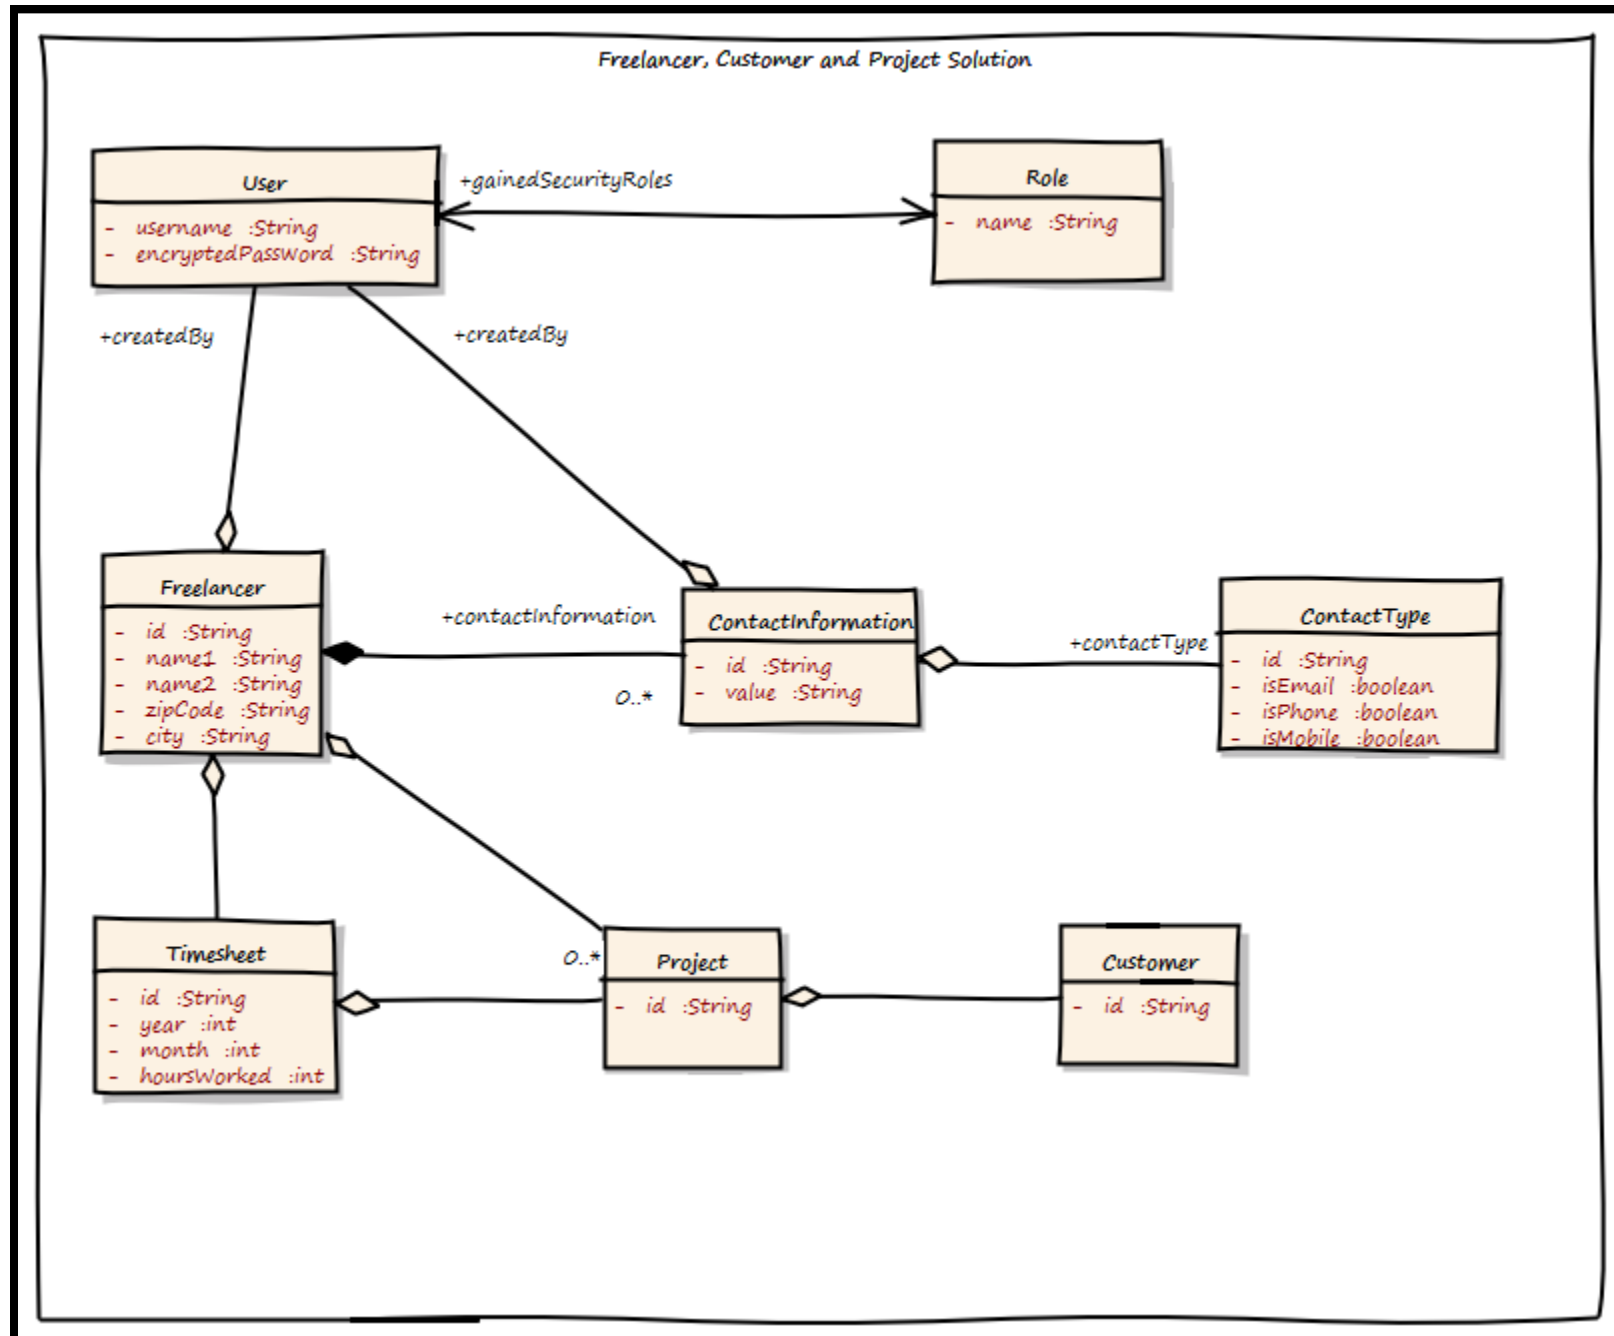 Freelancer, Customer and Project Solution
User
- username :String
- encryptedPassword :String
+gainedSecurityRoles
Role
- name :String
+createdBy
+createdBy
Freelancer
- id :String
- name1 :String
- name2 :String
- zipCode :String
- city :String
+contactInformation
0..*
ContactInformation
- id :String
- value :String
+contactType
ContactType
- id :String
- isEmail :boolean
- isPhone :boolean
- isMobile :boolean
Timesheet
- id :String
- year :int
- month :int
- hoursWorked :int
0..*
Project
- id :String
Customer
- id :String